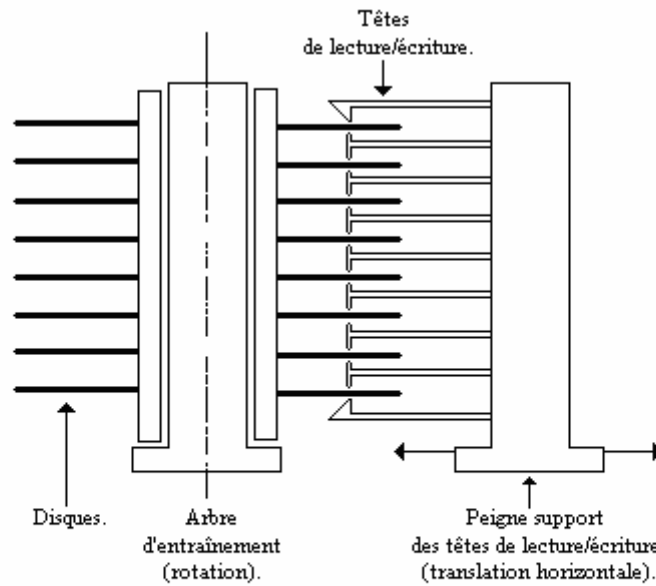 Têtes
de lecture/écriture.
Disques.
Arbre
d'entraînement
(rotation).
Peigne support
des têtes de lecture/écriture
(translation horizontale).